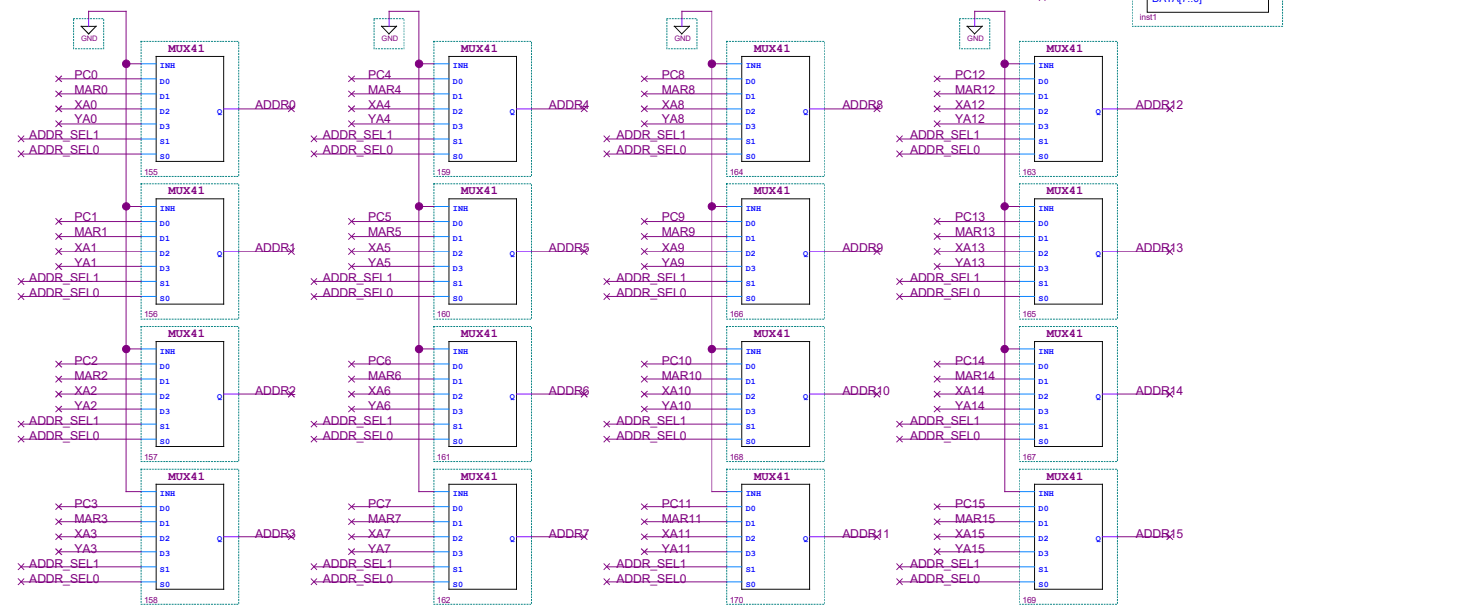 inst1
GND
MUX41
INH
PC0 D0
MAR0 D1
XA0 D2 Q ADDR0
YA0 D3
ADDR_SEL1 S1
ADDR_SEL0 S0
155
MUX41
INH
PC1 D0
MAR1 D1
XA1 D2 Q ADDR1
YA1 D3
ADDR_SEL1 S1
ADDR_SEL0 S0
156
MUX41
INH
PC2 D0
MAR2 D1
XA2 D2 Q ADDR2
YA2 D3
ADDR_SEL1 S1
ADDR_SEL0 S0
157
MUX41
INH
PC3 D0
MAR3 D1
XA3 D2 Q ADDR3
YA3 D3
ADDR_SEL1 S1
ADDR_SEL0 S0
158
GND
MUX41
INH
PC4 D0
MAR4 D1
XA4 D2 Q ADDR4
YA4 D3
ADDR_SEL1 S1
ADDR_SEL0 S0
159
MUX41
INH
PC5 D0
MAR5 D1
XA5 D2 Q ADDR5
YA5 D3
ADDR_SEL1 S1
ADDR_SEL0 S0
160
MUX41
INH
PC6 D0
MAR6 D1
XA6 D2 Q ADDR6
YA6 D3
ADDR_SEL1 S1
ADDR_SEL0 S0
161
MUX41
INH
PC7 D0
MAR7 D1
XA7 D2 Q ADDR7
YA7 D3
ADDR_SEL1 S1
ADDR_SEL0 S0
162
GND
MUX41
INH
PC8 D0
MAR8 D1
XA8 D2 Q ADDR8
YA8 D3
ADDR_SEL1 S1
ADDR_SEL0 S0
164
MUX41
INH
PC9 D0
MAR9 D1
XA9 D2 Q ADDR9
YA9 D3
ADDR_SEL1 S1
ADDR_SEL0 S0
166
MUX41
INH
PC10 D0
MAR10 D1
XA10 D2 Q ADDR10
YA10 D3
ADDR_SEL1 S1
ADDR_SEL0 S0
168
MUX41
INH
PC11 D0
MAR11 D1
XA11 D2 Q ADDR11
YA11 D3
ADDR_SEL1 S1
ADDR_SEL0 S0
170
GND
MUX41
INH
PC12 D0
MAR12 D1
XA12 D2 Q ADDR12
YA12 D3
ADDR_SEL1 S1
ADDR_SEL0 S0
163
MUX41
INH
PC13 D0
MAR13 D1
XA13 D2 Q ADDR13
YA13 D3
ADDR_SEL1 S1
ADDR_SEL0 S0
165
MUX41
INH
PC14 D0
MAR14 D1
XA14 D2 Q ADDR14
YA14 D3
ADDR_SEL1 S1
ADDR_SEL0 S0
167
MUX41
INH
PC15 D0
MAR15 D1
XA15 D2 Q ADDR15
YA15 D3
ADDR_SEL1 S1
ADDR_SEL0 S0
169